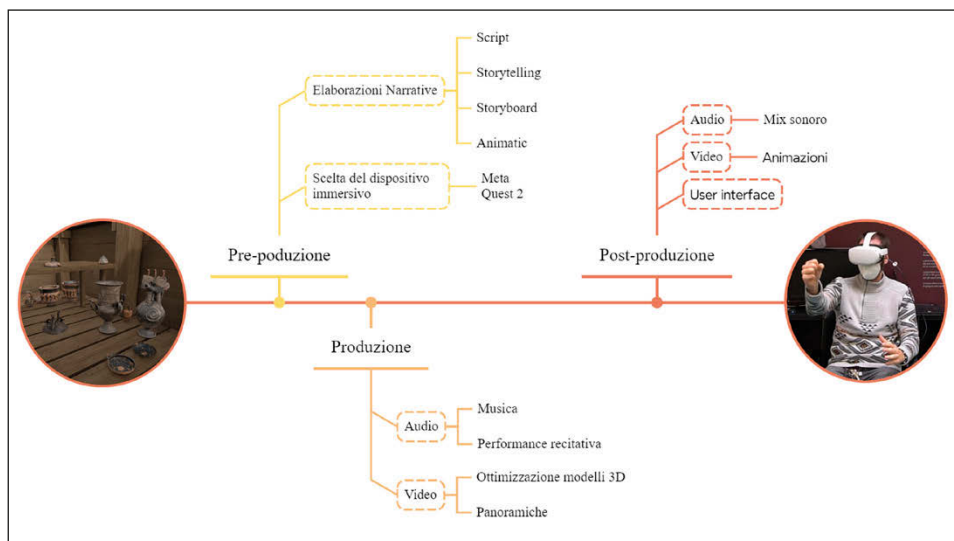 Script
Storytelling
Elaborazioni Narrative
Storyboard
Animatic
Scelta del dispositivo
immersivo
Meta
Quest 2
Pre-poduzione
Produzione
Audio
Musica
Performance recitativa
Video
Ottimizzazione modelli 3D
Panoramiche
Audio
Mix sonoro
Video
Animazioni
User interface
Post-produzione